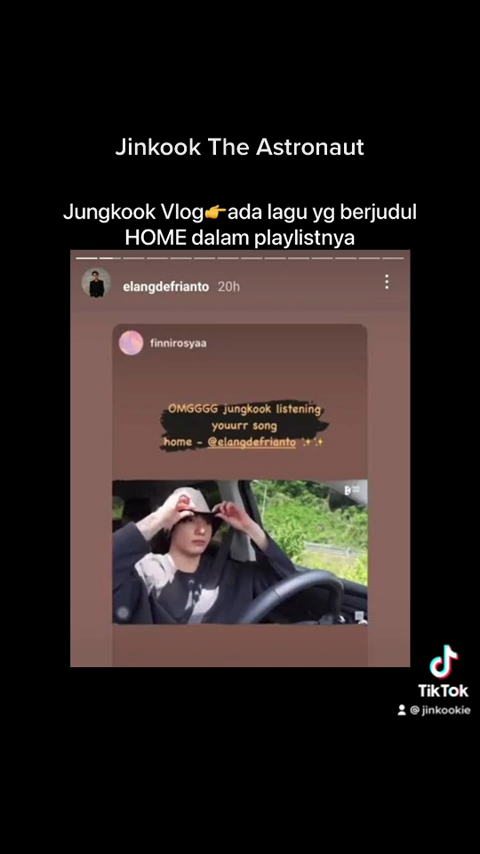 Jinkook The Astronaut
Jungkook Vlog👉ada lagu yg berjudul
HOME dalam playlistnya
elangdefrianto 20h
finnirosyaa
OMGGGG jungkook listening
youurr song
home - @elangdefrianto ✨✨
TikTok
@jinkookie